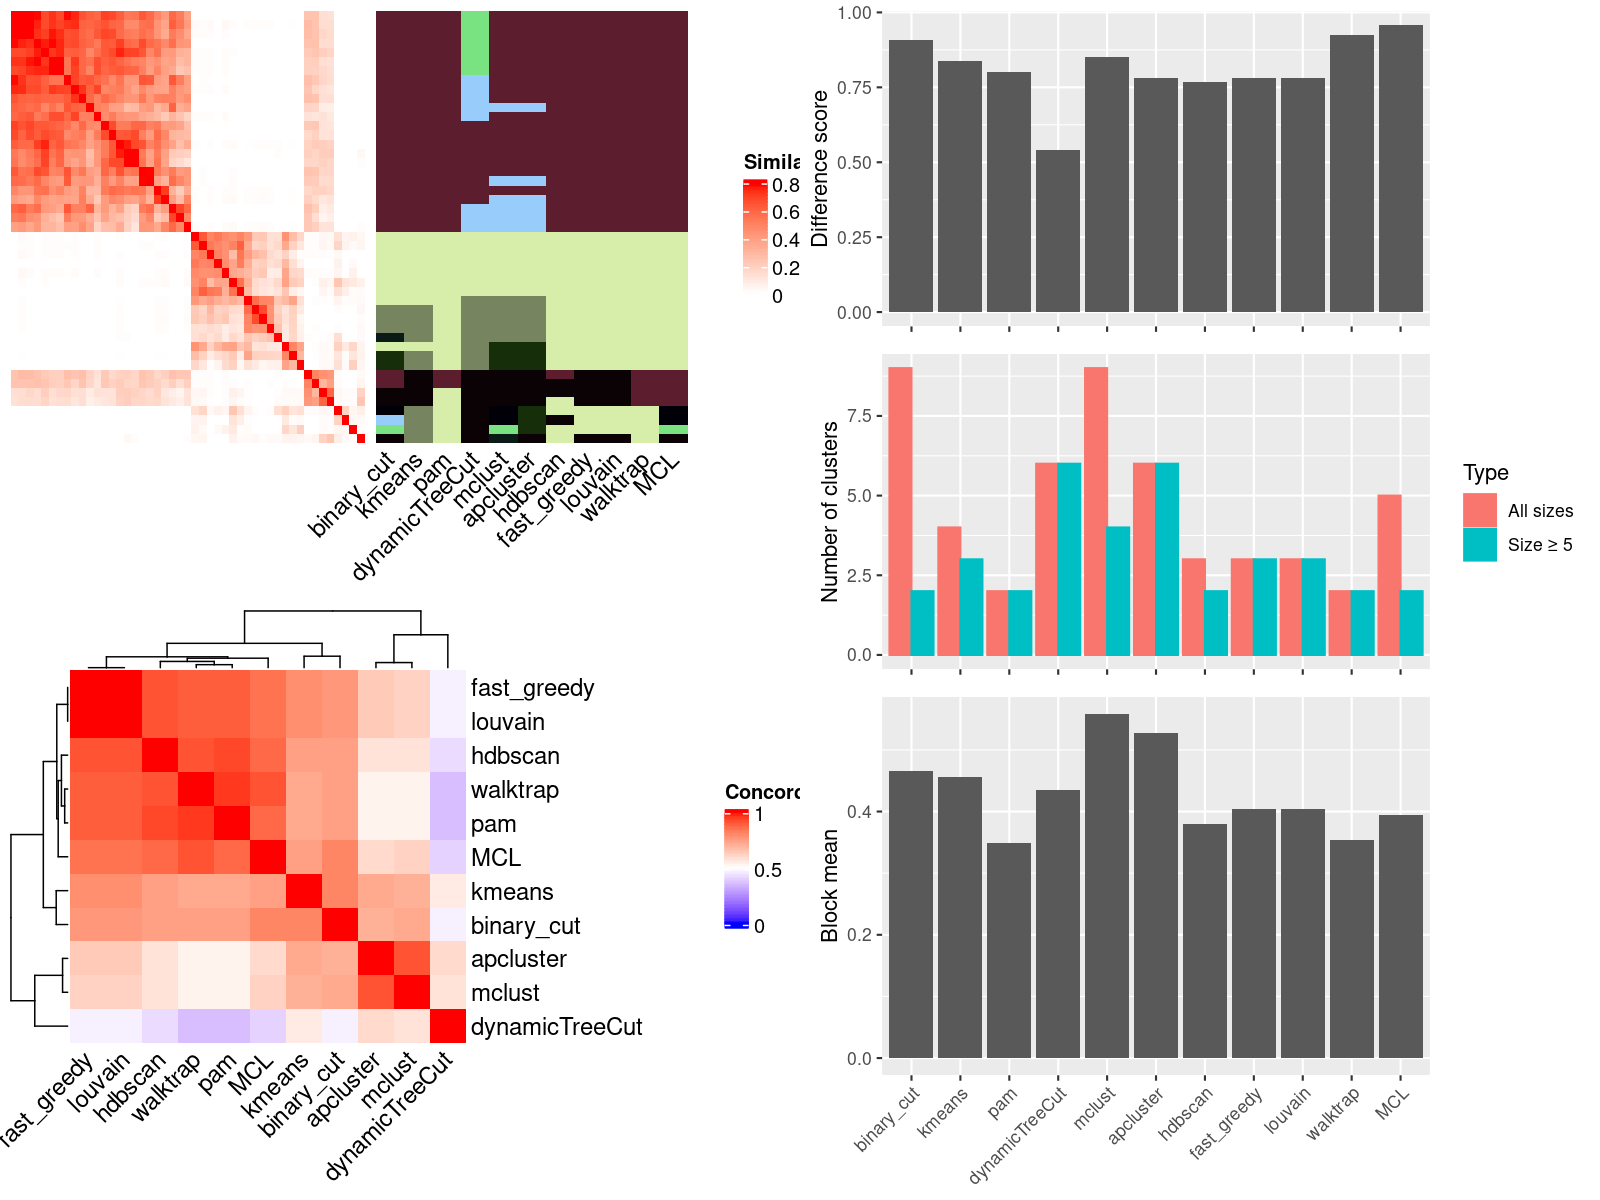 Simila
0.8
0.6
0.4
0.2
0
binary_cut
kmeans
pam
dynamicTreeCut
mclust
apcluster
hdbscan
fast_greedy
louvain
walktrap
MCL
fast_greedy
louvain
hdbscan
walktrap
pam
MCL
kmeans
binary_cut
apcluster
mclust
dynamicTreeCut
Concord
1
0.5
0
fast_greedy
louvain
hdbscan
walktrap
pam
MCL
kmeans
binary_cut
apcluster
mclust
dynamicTreeCut
Difference score
1.00
0.75
0.50
0.25
0.00
Number of clusters
7.5
5.0
2.5
0.0
Type
All sizes
Size ≥ 5
Block mean
0.4
0.2
0.0
binary_cut
kmeans
pam
dynamicTreeCut
mclust
apcluster
hdbscan
fast_greedy
louvain
walktrap
MCL